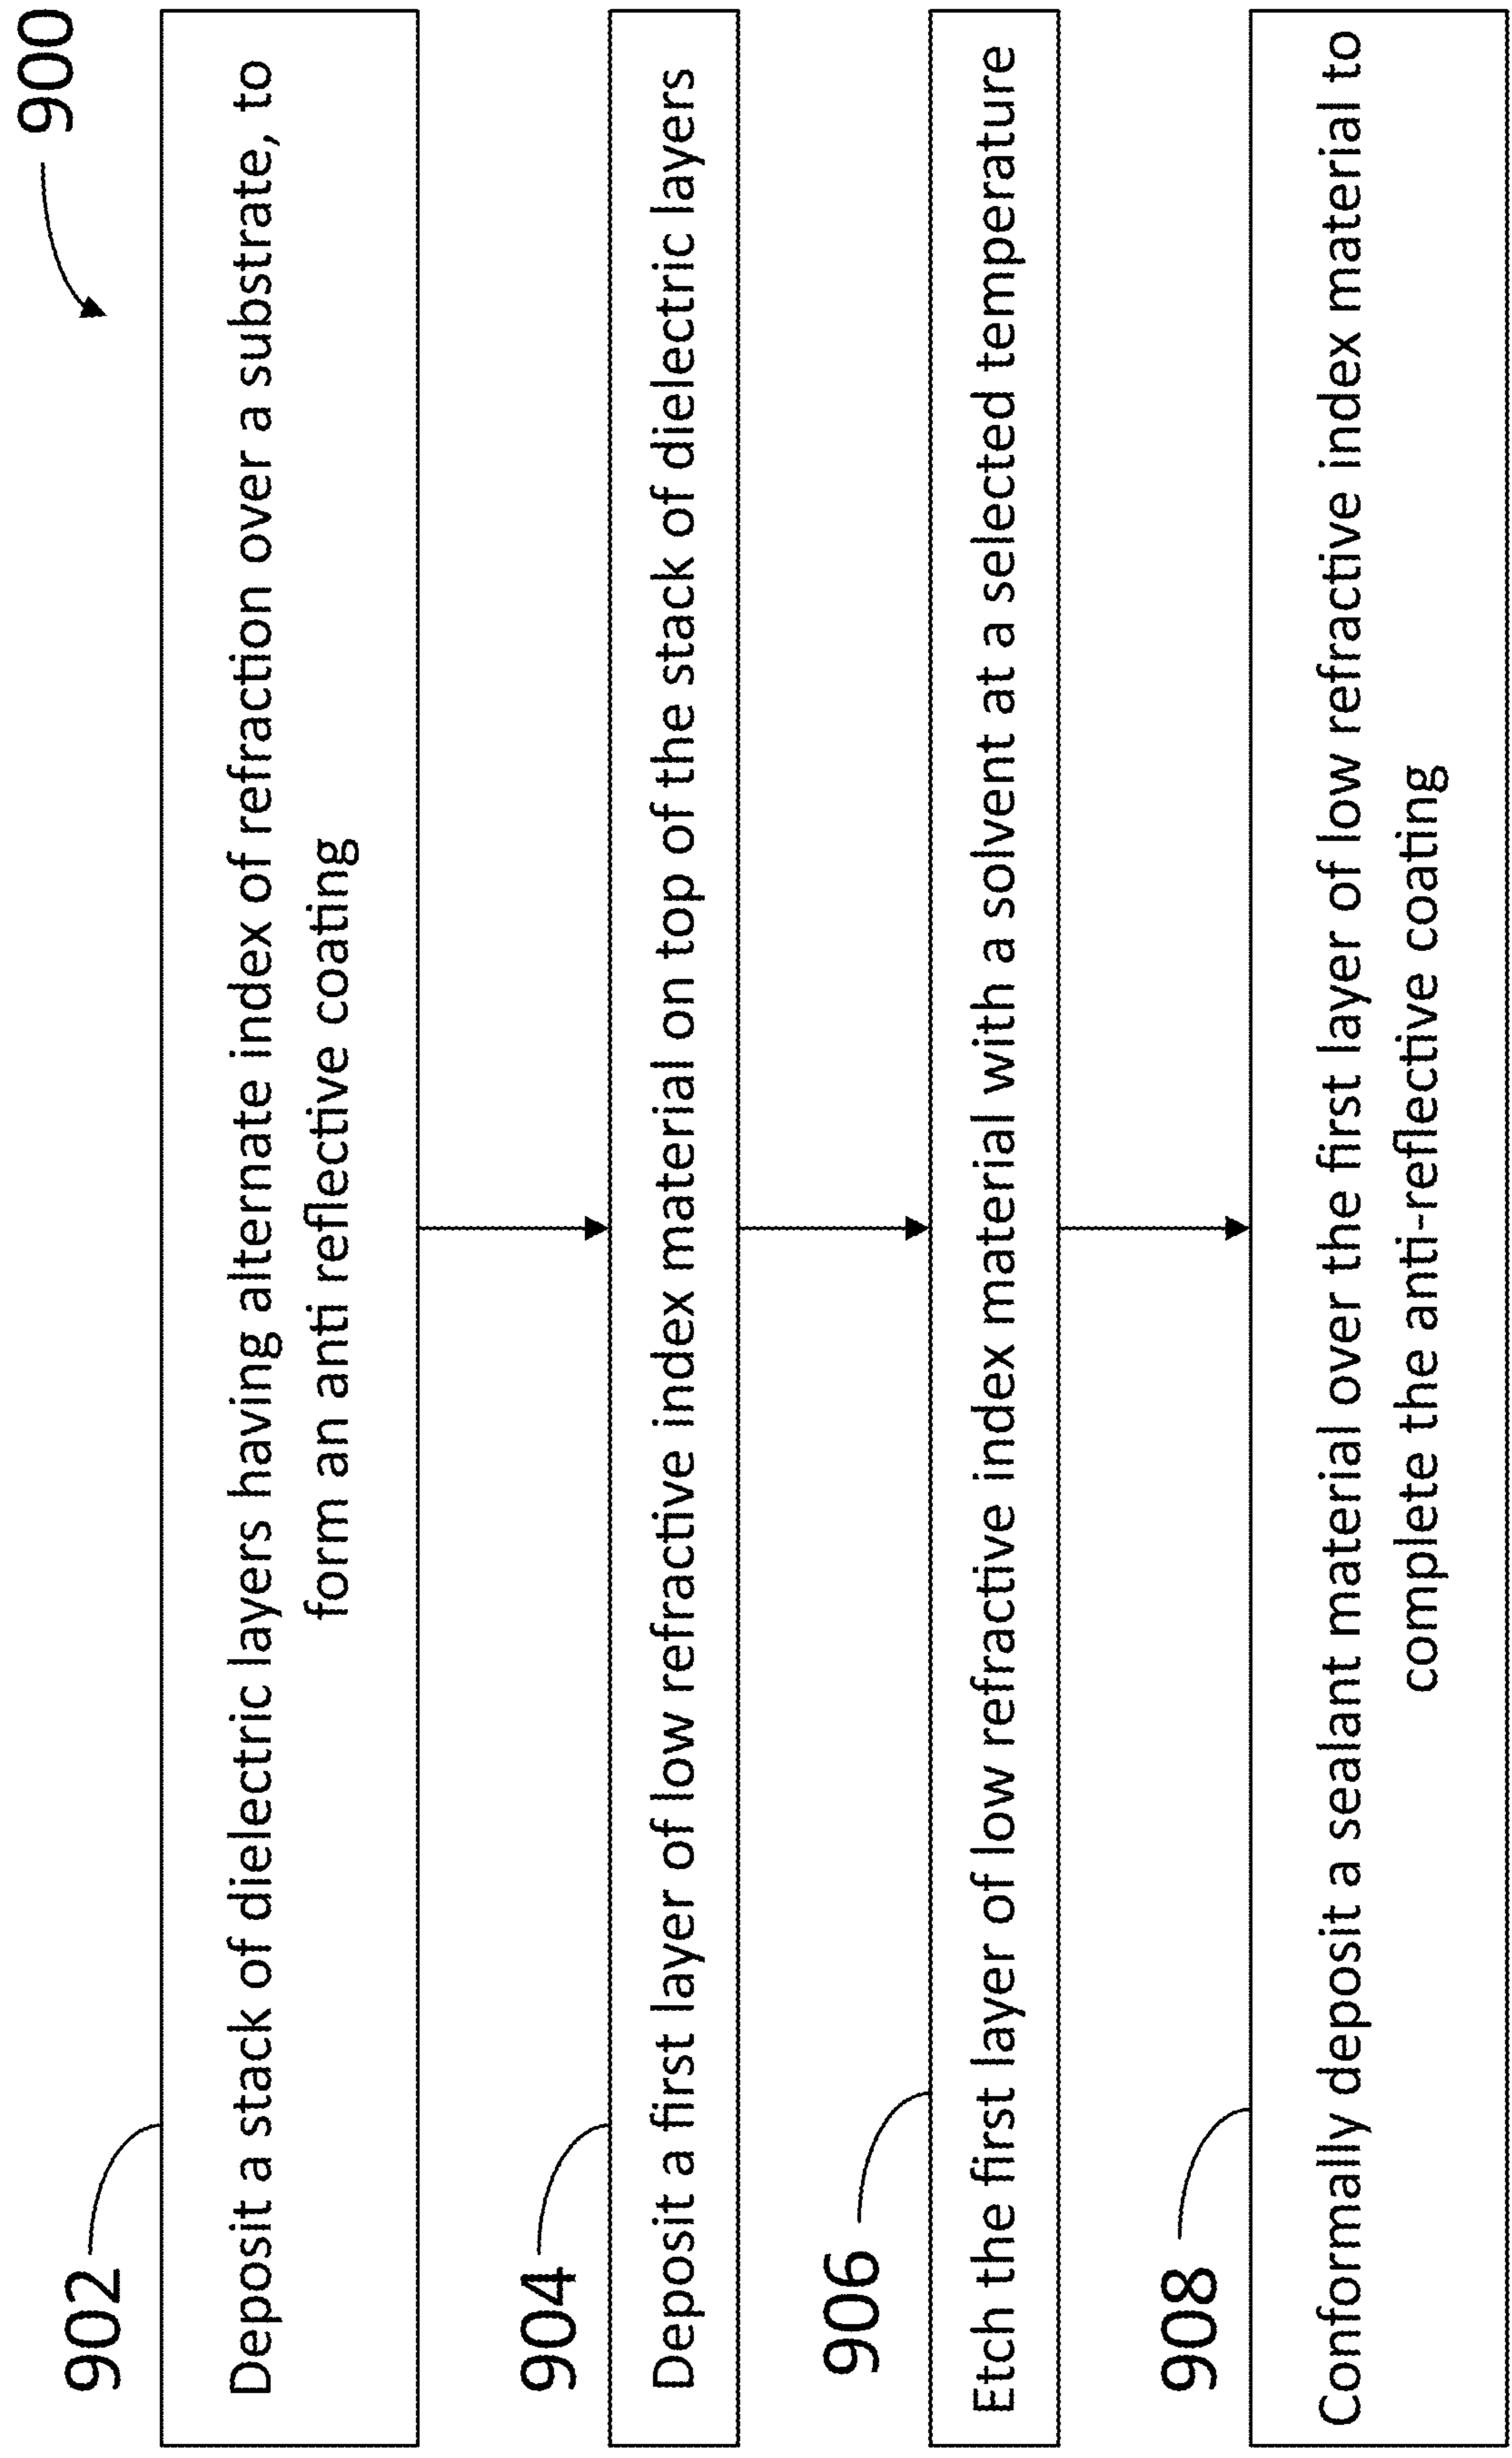 900
902
Deposit a stack of dielectric layers having alternate index of refraction over a substrate, to
form an anti reflective coating
904
Deposit a first layer of low refractive index material on top of the stack of dielectric layers
906
Etch the first layer of low refractive index material with a solvent at a selected temperature
908
Conformally deposit a sealant material over the first layer of low refractive index material to
complete the anti-reflective coating